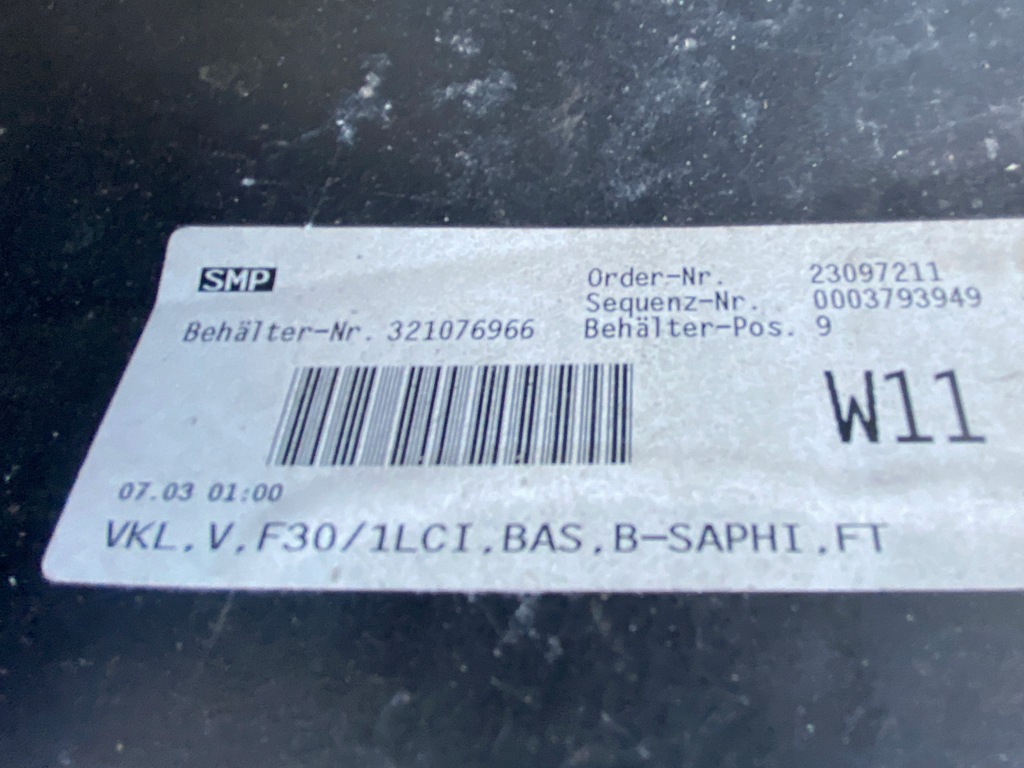 SMP
Order-Nr. 23097211
Sequenz-Nr. 0003793949
Behälter-Nr. 321076966 Behälter-Pos. 9
W11
07.03 01:00
VKL,V,F30/1LCI,BAS,B-SAPHI,FT